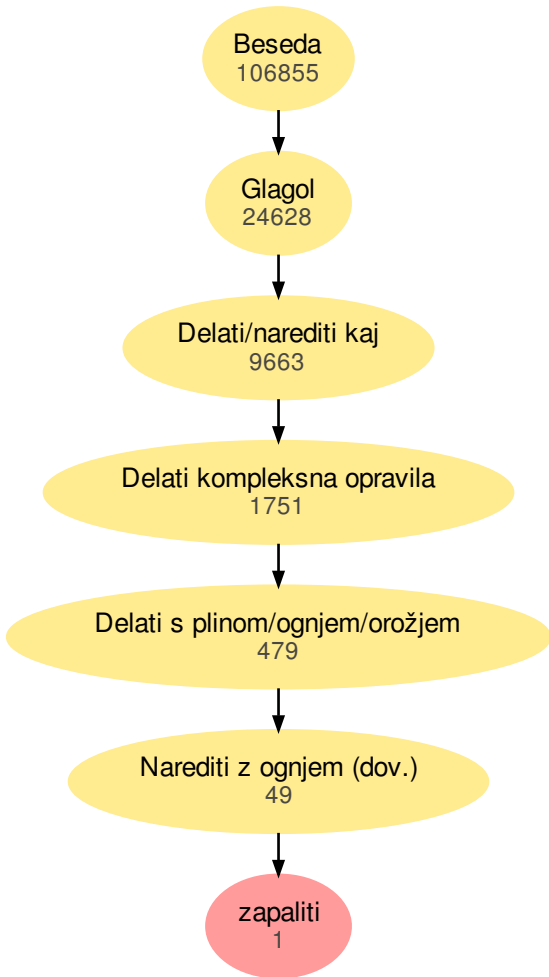 Beseda
106855
Glagol
24628
Delati/narediti kaj
9663
Delati kompleksna opravila
1751
Delati s plinom/ognjem/orožjem
479
Narediti z ognjem (dov.)
49
zapaliti
1